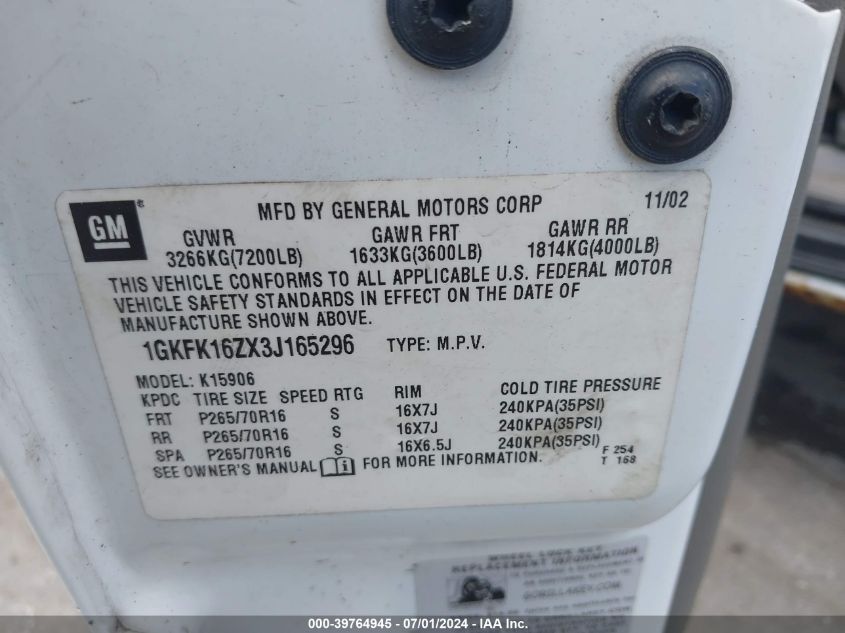 GM
®
MFD BY GENERAL MOTORS CORP 11/02
GVWR GAWR FRT GAWR RR
3266KG(7200LB) 1633KG(3600LB) 1814KG(4000LB)
THIS VEHICLE CONFORMS TO ALL APPLICABLE U.S. FEDERAL MOTOR
VEHICLE SAFETY STANDARDS IN EFFECT ON THE DATE OF
MANUFACTURE SHOWN ABOVE.
1GKFK16ZX3J165296 TYPE: M.P.V.
MODEL: K15906
KPDC TIRE SIZE SPEED RTG RIM COLD TIRE PRESSURE
FRT P265/70R16 S 16X7J 240KPA(35PSI)
RR P265/70R16 S 16X7J 240KPA(35PSI)
SPA P265/70R16 S 16X6.5J 240KPA(35PSI)
SEE OWNER'S MANUAL FOR MORE INFORMATION.
F 254
T 168
WHEEL LOCK KEY
REPLACEMENT INFORMATION
000-39764945 - 07/01/2024 - IAAI.COM